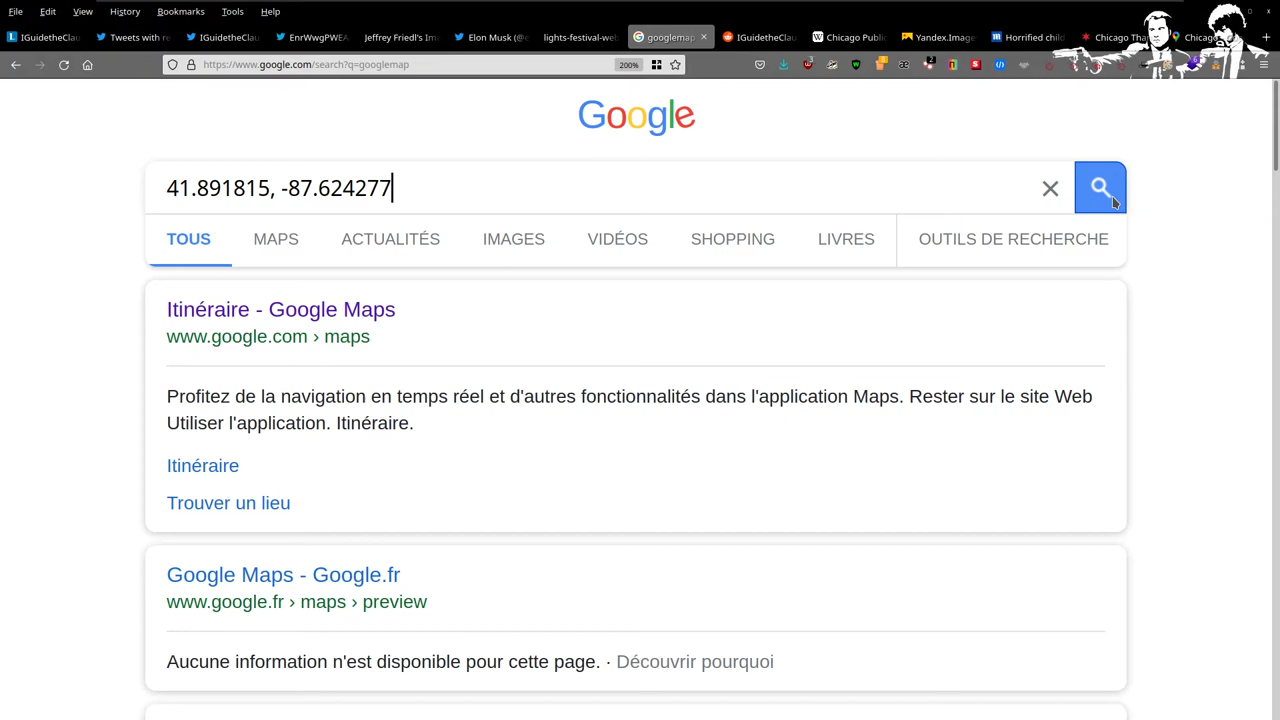 File Edit View History Bookmarks Tools Help
IGuidetheClau Tweets with re IGuidetheClau EnrWwgPWEA Jeffrey Friedl's Im Elon Musk (@e lights-festival-web googlemap IGuidetheClau Chicago Publi Yandex.Image Horrified child Chicago Tha Chicago
https://www.google.com/search?q=googlemap 200%
Google
41.891815, -87.624277
TOUS MAPS ACTUALITÉS IMAGES VIDÉOS SHOPPING LIVRES OUTILS DE RECHERCHE
Itinéraire - Google Maps
www.google.com › maps
Profitez de la navigation en temps réel et d'autres fonctionnalités dans l'application Maps. Rester sur le site Web
Utiliser l'application. Itinéraire.
Itinéraire
Trouver un lieu
Google Maps - Google.fr
www.google.fr › maps › preview
Aucune information n'est disponible pour cette page. · Découvrir pourquoi